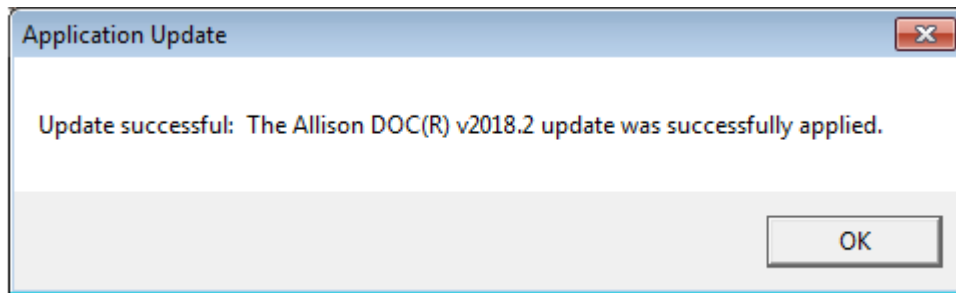 Application Update
Update successful:  The Allison DOC(R) v2018.2 update was successfully applied.
OK